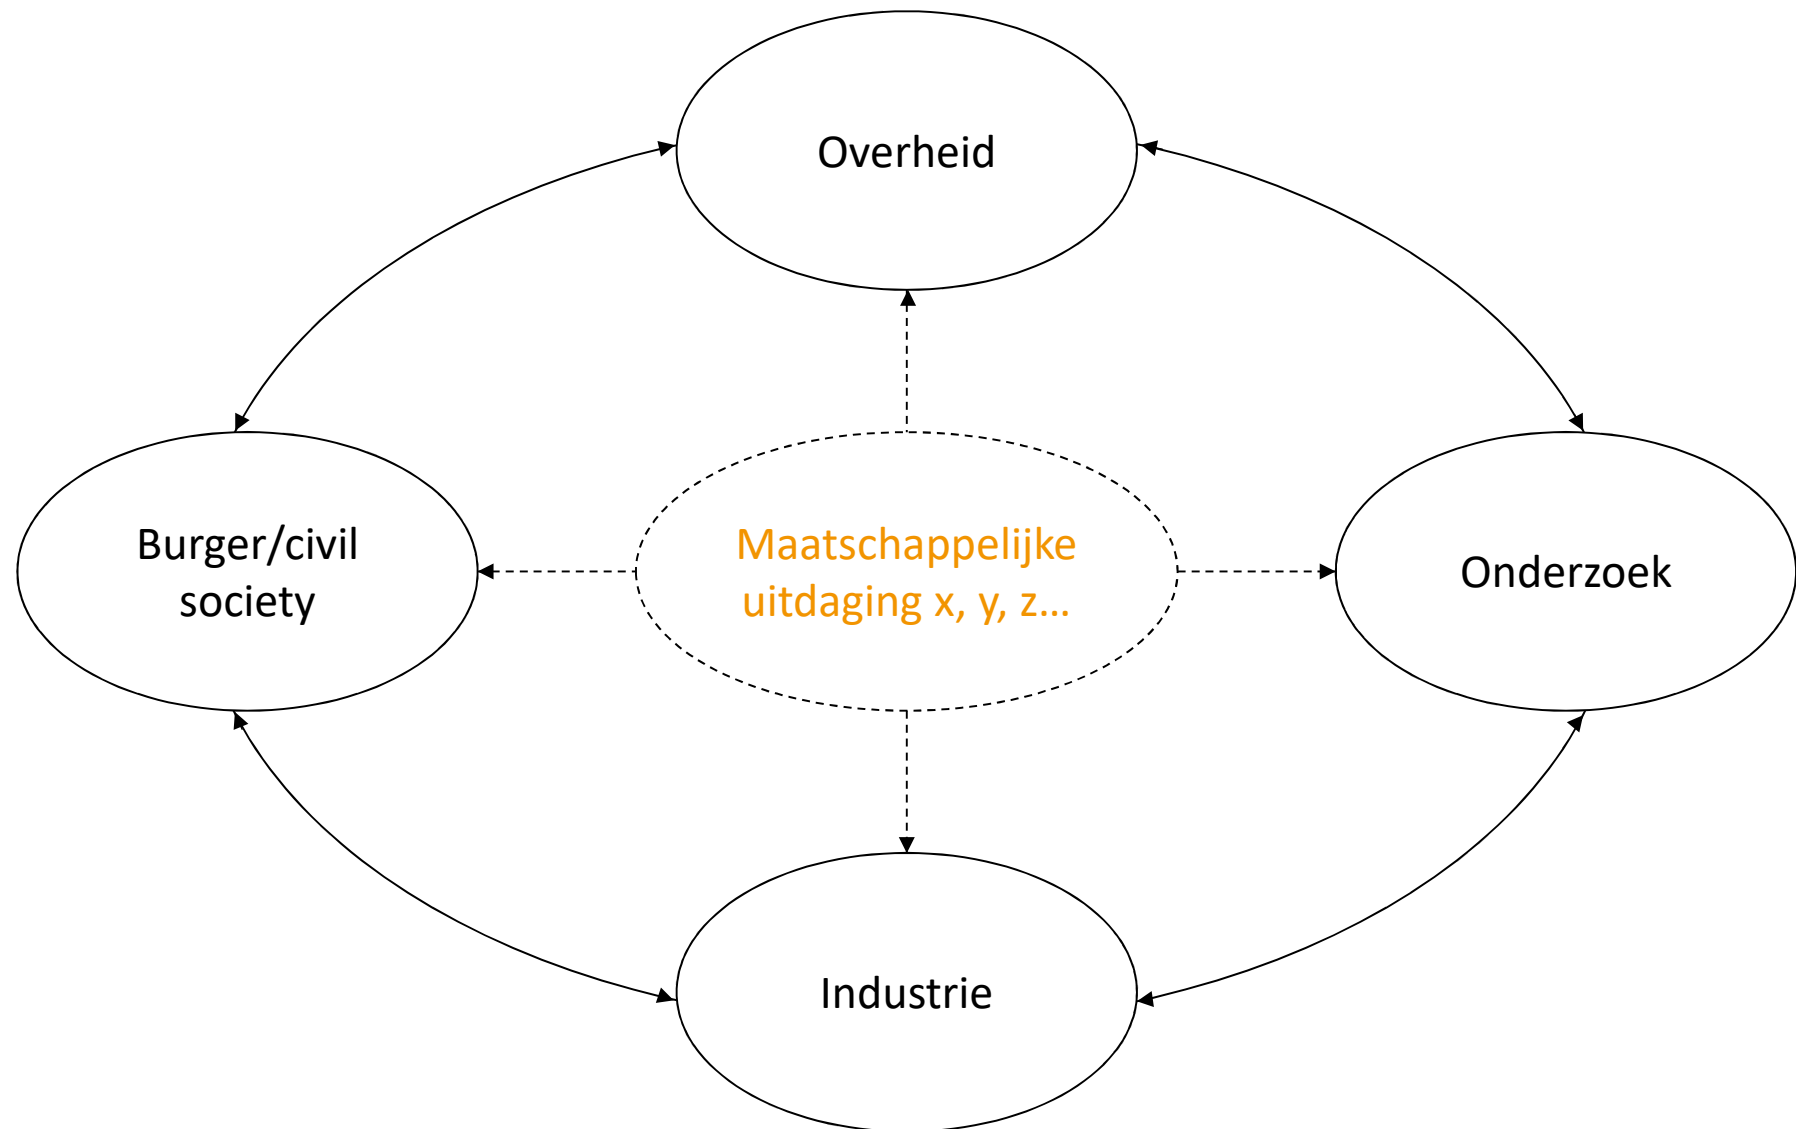 Overheid
Burger/civil
society
Maatschappelijke
uitdaging x, y, z...
Onderzoek
Industrie